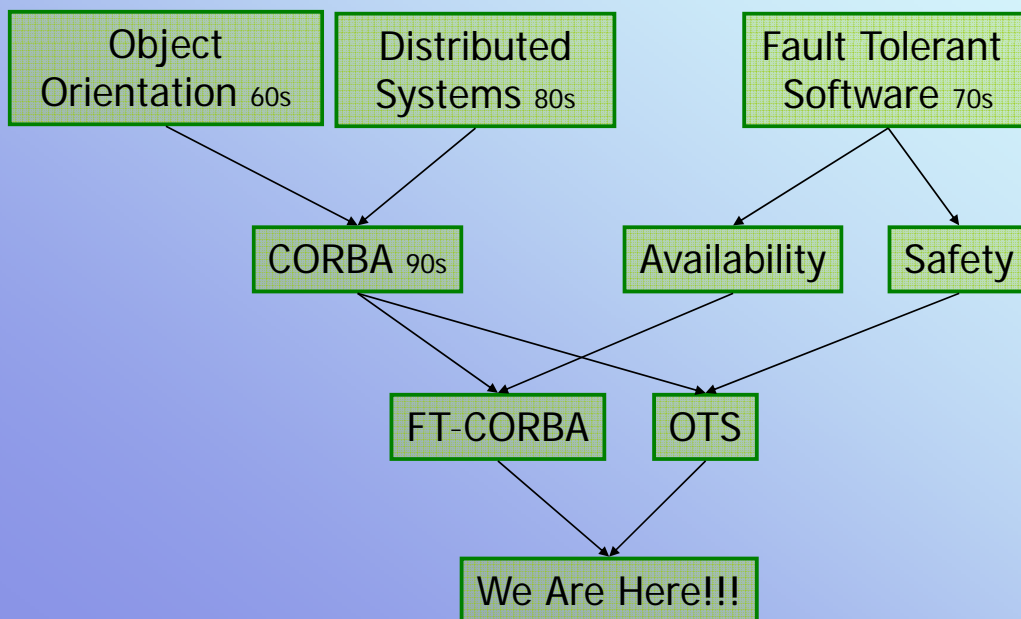 Object
Orientation 60s
Distributed
Systems 80s
Fault Tolerant
Software 70s
CORBA 90s
Availability
Safety
FT-CORBA
OTS
We Are Here!!!